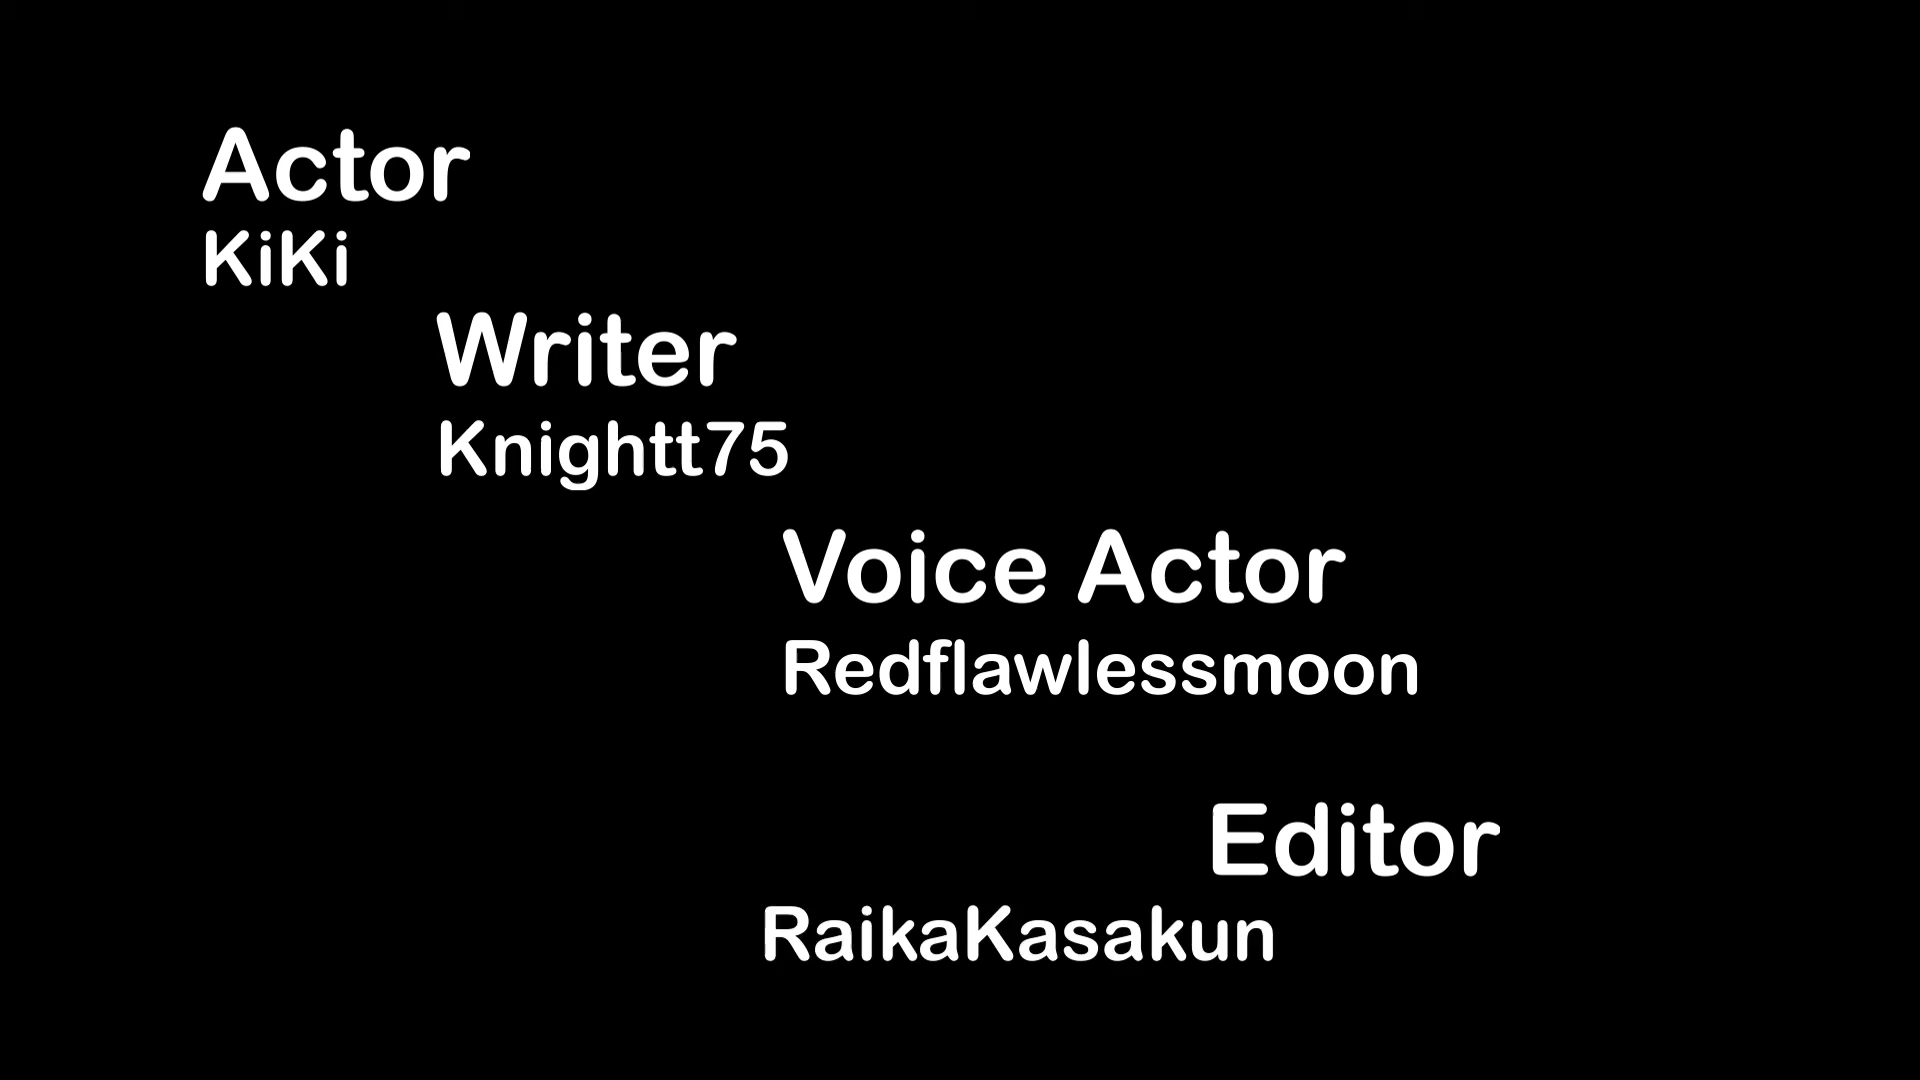 Actor
KiKi
Writer
Knightt75
Voice Actor
Redflawlessmoon
Editor
RaikaKasakun